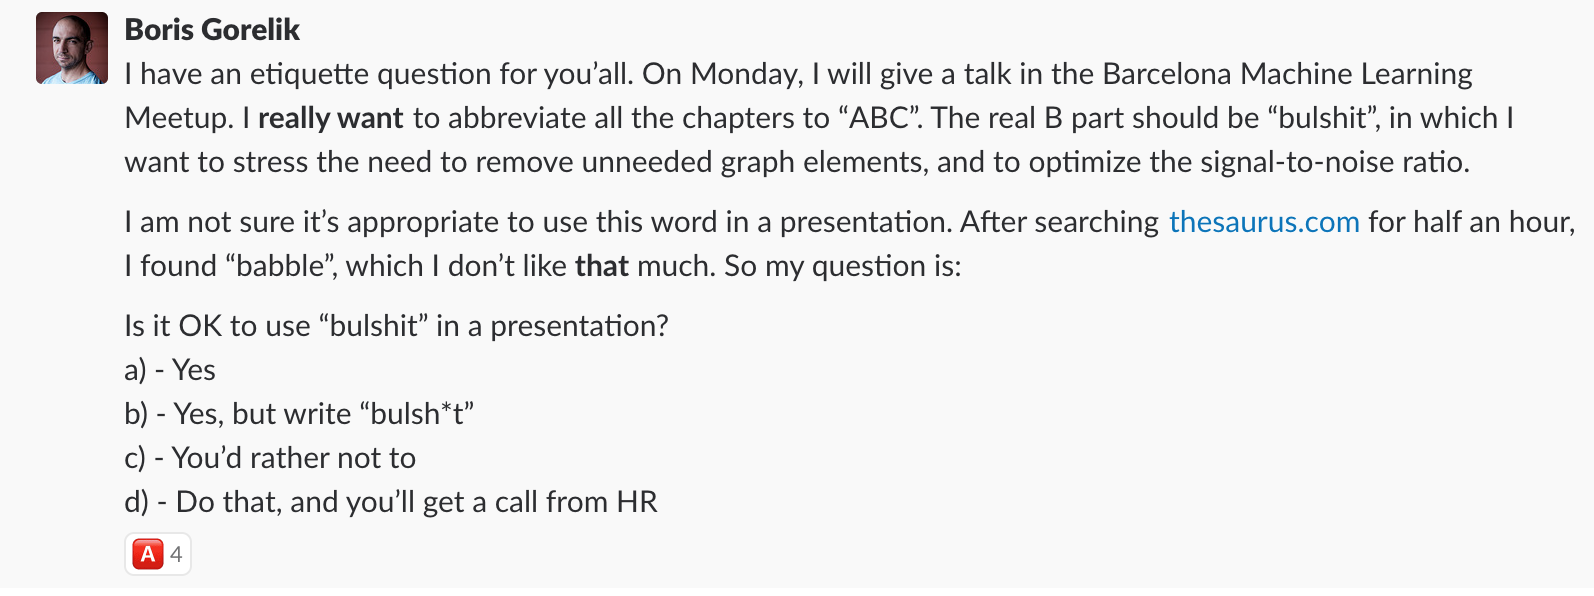 Boris Gorelik
I have an etiquette question for you’all. On Monday, I will give a talk in the Barcelona Machine Learning
Meetup. I really want to abbreviate all the chapters to “ABC”. The real B part should be “bulshit”, in which I
want to stress the need to remove unneeded graph elements, and to optimize the signal-to-noise ratio.
I am not sure it’s appropriate to use this word in a presentation. After searching thesaurus.com for half an hour,
I found “babble”, which I don’t like that much. So my question is:
Is it OK to use “bulshit” in a presentation?
a) - Yes
b) - Yes, but write “bulsh*t”
c) - You’d rather not to
d) - Do that, and you’ll get a call from HR
A 4